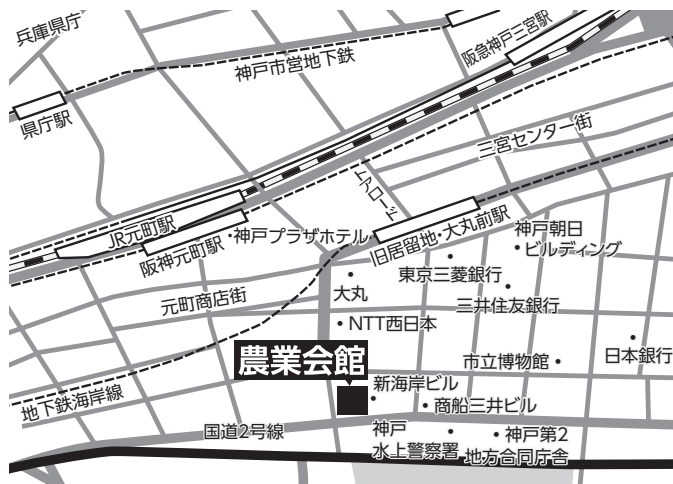 兵庫県庁
神戸市営地下鉄
阪急神戸三宮駅
県庁駅
三宮センター街
トアロード
JR元町駅
阪神元町駅
神戸プラザホテル
旧居留地・大丸前駅
神戸朝日
ビルディング
東京三菱銀行
元町商店街
大丸
三井住友銀行
NTT西日本
農業会館
市立博物館
日本銀行
地下鉄海岸線
新海岸ビル
商船三井ビル
国道2号線
神戸
水上警察署
神戸第2
地方合同庁舎